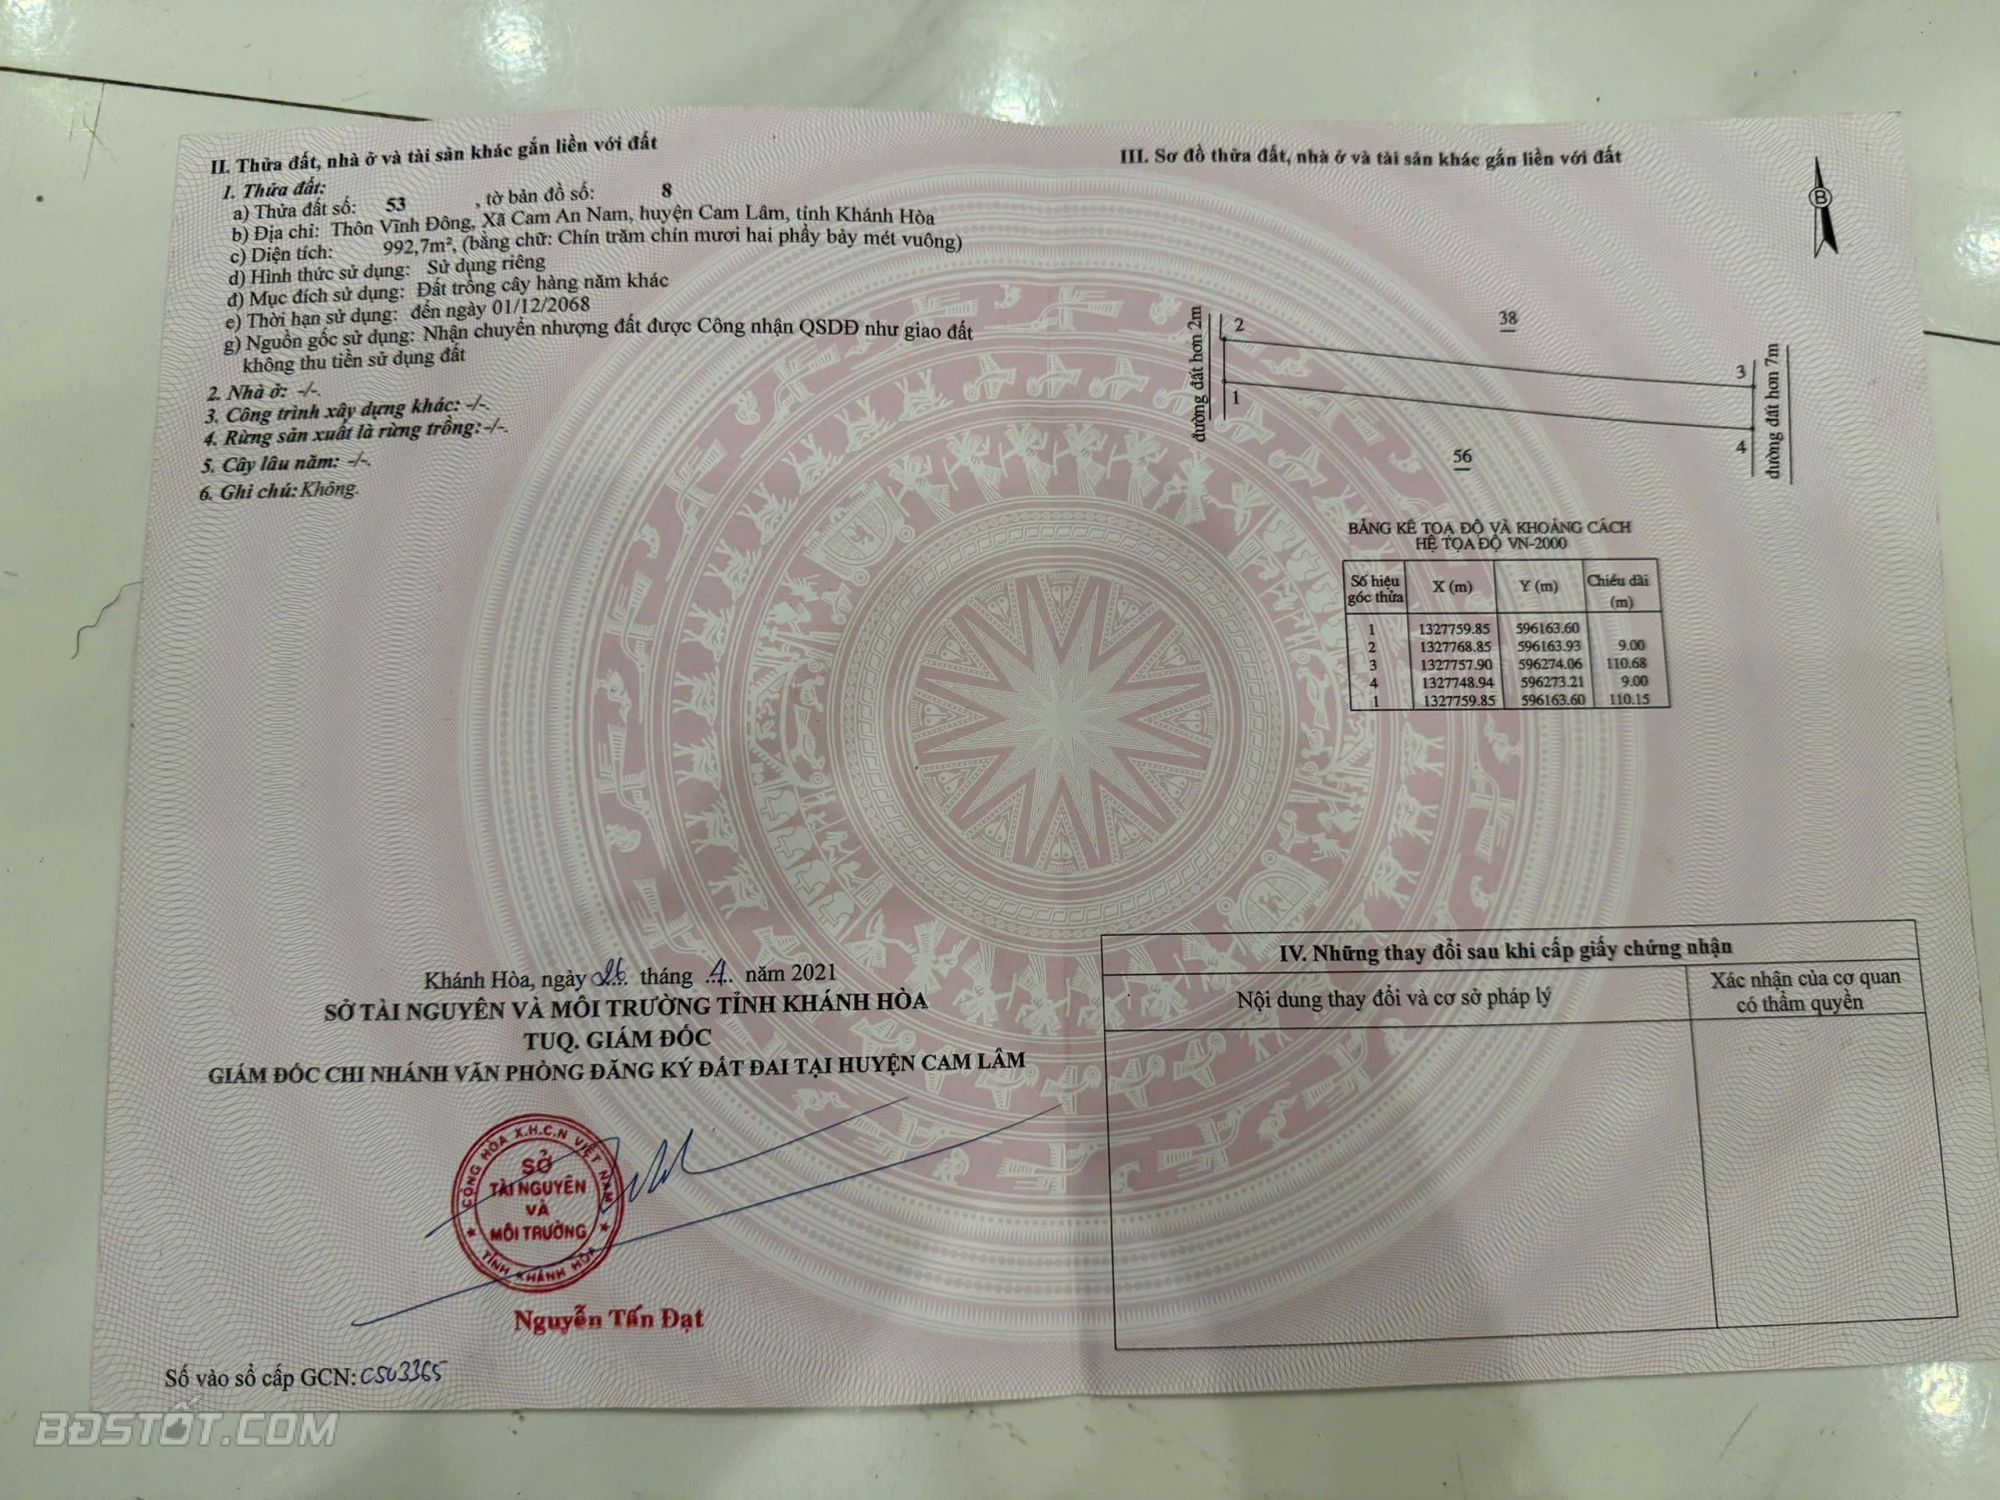 II. Thửa đất, nhà ở và tài sản khác gắn liền với đất
1. Thửa đất:
a) Thửa đất số: 53 , tờ bản đồ số: 8
b) Địa chỉ: Thôn Vĩnh Đông, Xã Cam An Nam, huyện Cam Lâm, tỉnh Khánh Hòa
c) Diện tích: 992,7m², (bằng chữ: Chín trăm chín mươi hai phẩy bảy mét vuông)
d) Hình thức sử dụng: Sử dụng riêng
đ) Mục đích sử dụng: Đất trồng cây hàng năm khác
e) Thời hạn sử dụng: đến ngày 01/12/2068
g) Nguồn gốc sử dụng: Nhận chuyển nhượng đất được Công nhận QSDĐ như giao đất
không thu tiền sử dụng đất
2. Nhà ở: -/-.
3. Công trình xây dựng khác: -/-.
4. Rừng sản xuất là rừng trồng: -/-.
5. Cây lâu năm: -/-.
6. Ghi chú: Không.
Khánh Hòa, ngày 26 tháng .4. năm 2021
SỞ TÀI NGUYÊN VÀ MÔI TRƯỜNG TỈNH KHÁNH HÒA
TUQ. GIÁM ĐỐC
GIÁM ĐỐC CHI NHÁNH VĂN PHÒNG ĐĂNG KÝ ĐẤT ĐAI TẠI HUYỆN CAM LÂM
CỘNG HÒA X.H.C.N VIỆT NAM
SỞ
TÀI NGUYÊN
VÀ
MÔI TRƯỜNG
TỈNH KHÁNH HÒA
Nguyễn Tấn Đạt
Số vào sổ cấp GCN: CS03365
III. Sơ đồ thửa đất, nhà ở và tài sản khác gắn liền với đất
B
đường đất hơn 2m
2
38
3
1
56
4
đường đất hơn 7m
BẢNG KÊ TỌA ĐỘ VÀ KHOẢNG CÁCH
HỆ TỌA ĐỘ VN-2000
Số hiệu góc thửa X (m) Y (m) Chiều dài (m)
1 1327759.85 596163.60
2 1327768.85 596163.93 9.00
3 1327757.90 596274.06 110.68
4 1327748.94 596273.21 9.00
1 1327759.85 596163.60 110.15
IV. Những thay đổi sau khi cấp giấy chứng nhận
Nội dung thay đổi và cơ sở pháp lý
Xác nhận của cơ quan
có thẩm quyền
BĐSTỐT.COM